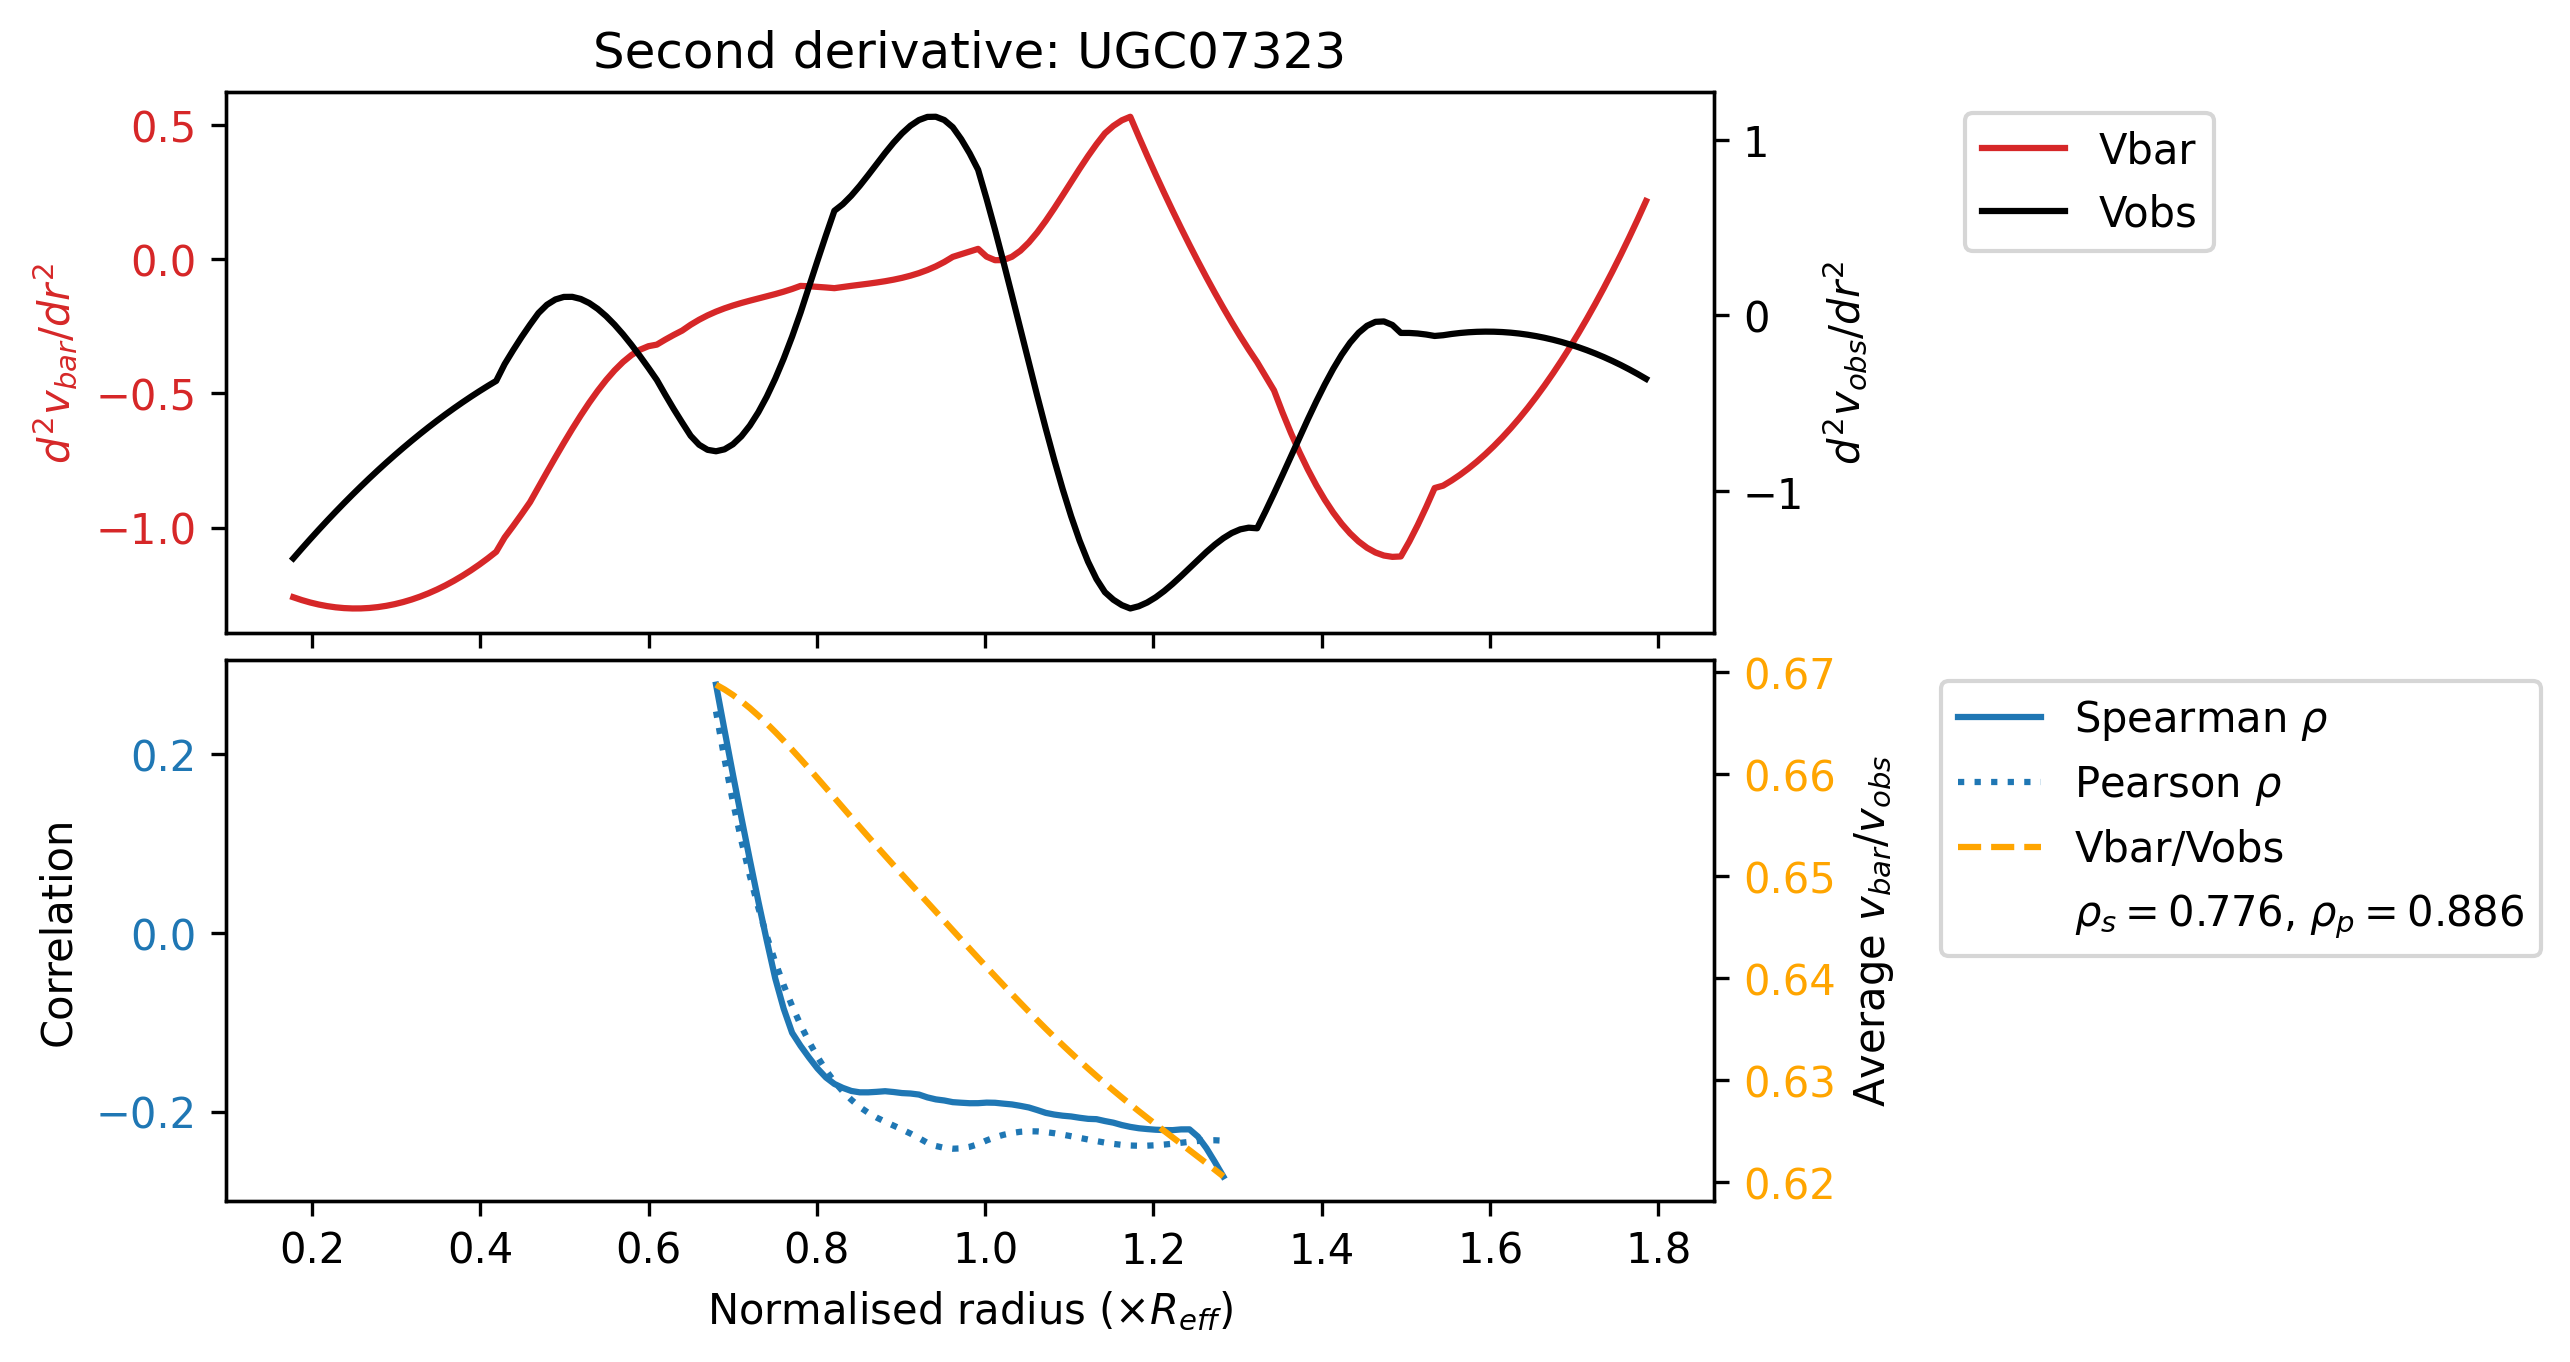 Second derivative: UGC07323
0.5
0.0
−0.5
−1.0
d²v_bar/dr²
1
0
−1
d²v_obs/dr²
Vbar
Vobs
0.2
0.0
−0.2
Correlation
0.67
0.66
0.65
0.64
0.63
0.62
Average v_bar/v_obs
Spearman ρ
Pearson ρ
Vbar/Vobs
ρ_s = 0.776, ρ_p = 0.886
0.2 0.4 0.6 0.8 1.0 1.2 1.4 1.6 1.8
Normalised radius (×R_eff)